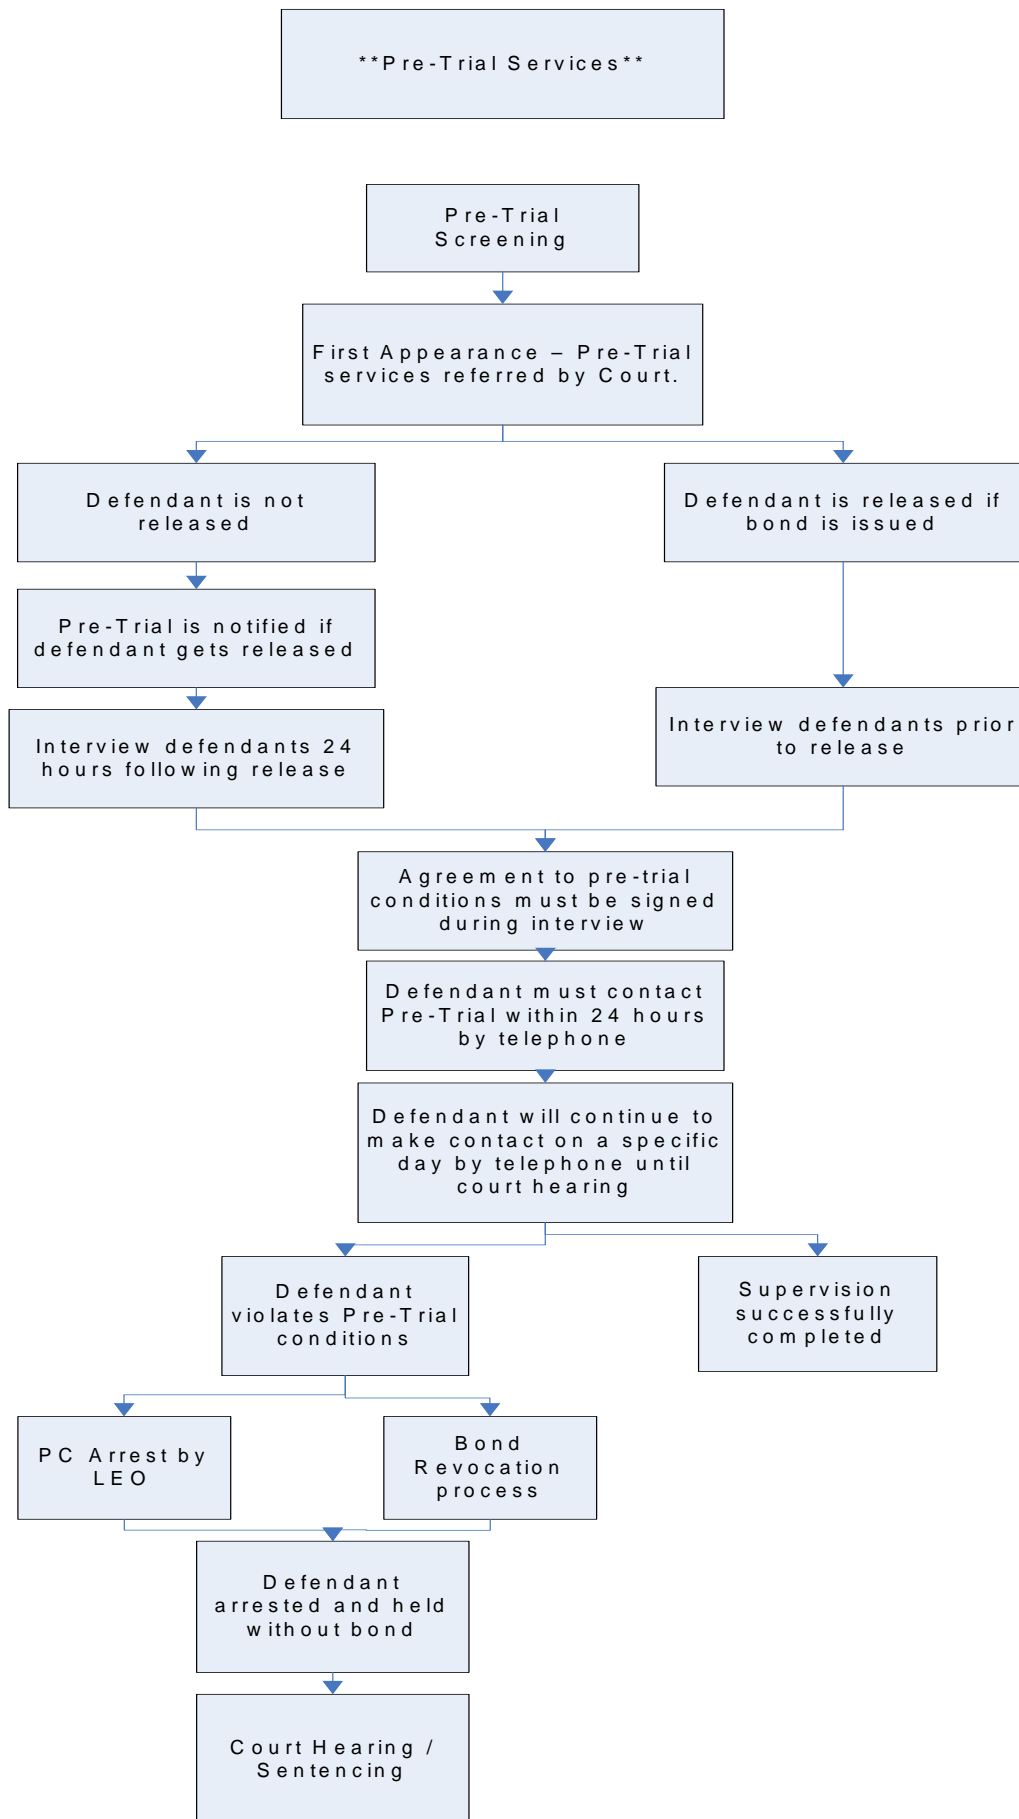 **Pre-Trial Services**
Pre-Trial
Screening
First Appearance – Pre-Trial
services referred by Court.
Defendant is not
released
Defendant is released if
bond is issued
Pre-Trial is notified if
defendant gets released
Interview defendants 24
hours following release
Interview defendants prior
to release
Agreement to pre-trial
conditions must be signed
during interview
Defendant must contact
Pre-Trial within 24 hours
by telephone
Defendant will continue to
make contact on a specific
day by telephone until
court hearing
Defendant
violates Pre-Trial
conditions
Supervision
successfully
completed
PC Arrest by
LEO
Bond
Revocation
process
Defendant
arrested and held
without bond
Court Hearing /
Sentencing